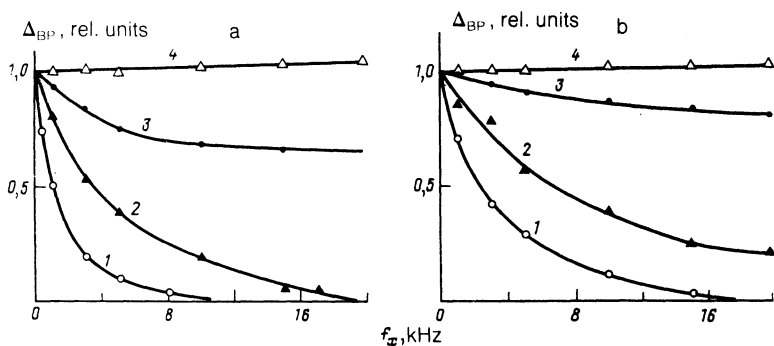 Δ_BP, rel. units a
Δ_BP, rel. units b
1,0
4
3
2
1
0,5
0 8 16
1,0
4
3
2
1
0,5
0 8 16
f_x, kHz